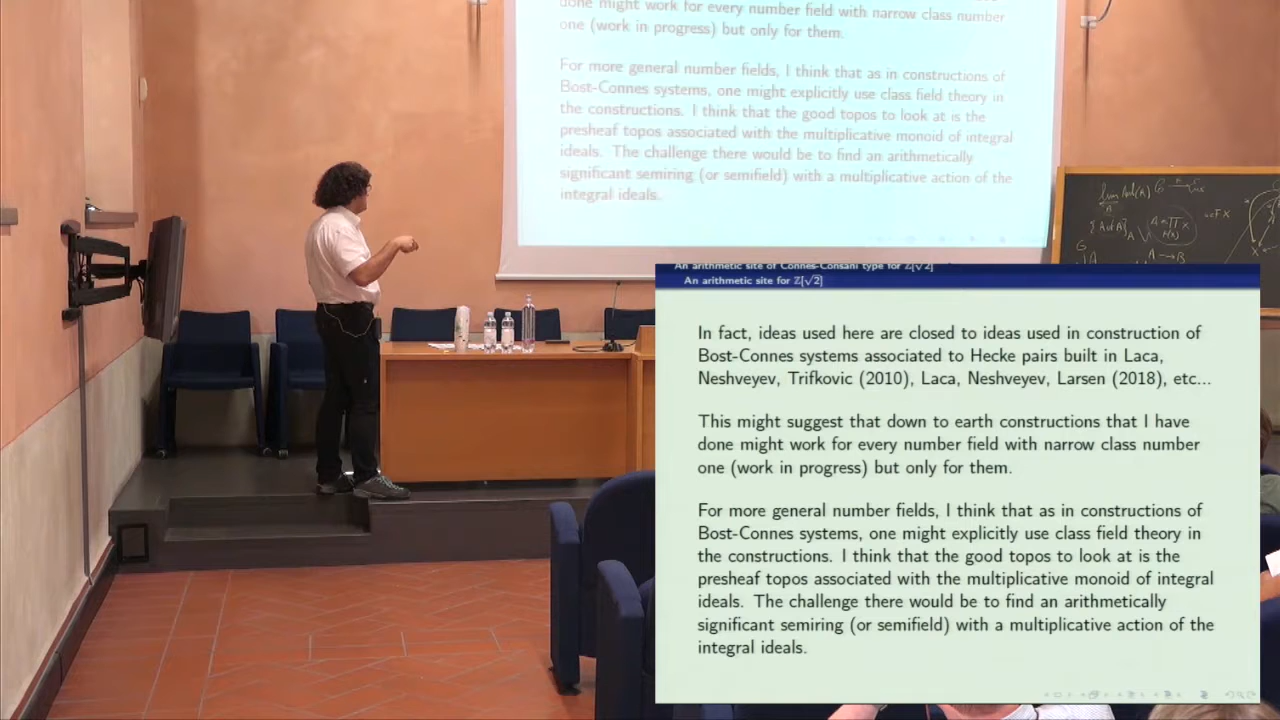 done might work for every number field with narrow class number
one (work in progress) but only for them.
For more general number fields, I think that as in constructions of
Bost-Connes systems, one might explicitly use class field theory in
the constructions. I think that the good topos to look at is the
presheaf topos associated with the multiplicative monoid of integral
ideals. The challenge there would be to find an arithmetically
significant semiring (or semifield) with a multiplicative action of the
integral ideals.
An arithmetic site of Connes-Consani type for ℤ[√2]
An arithmetic site for ℤ[√2]
In fact, ideas used here are closed to ideas used in construction of
Bost-Connes systems associated to Hecke pairs built in Laca,
Neshveyev, Trifkovic (2010), Laca, Neshveyev, Larsen (2018), etc...
This might suggest that down to earth constructions that I have
done might work for every number field with narrow class number
one (work in progress) but only for them.
For more general number fields, I think that as in constructions of
Bost-Connes systems, one might explicitly use class field theory in
the constructions. I think that the good topos to look at is the
presheaf topos associated with the multiplicative monoid of integral
ideals. The challenge there would be to find an arithmetically
significant semiring (or semifield) with a multiplicative action of the
integral ideals.